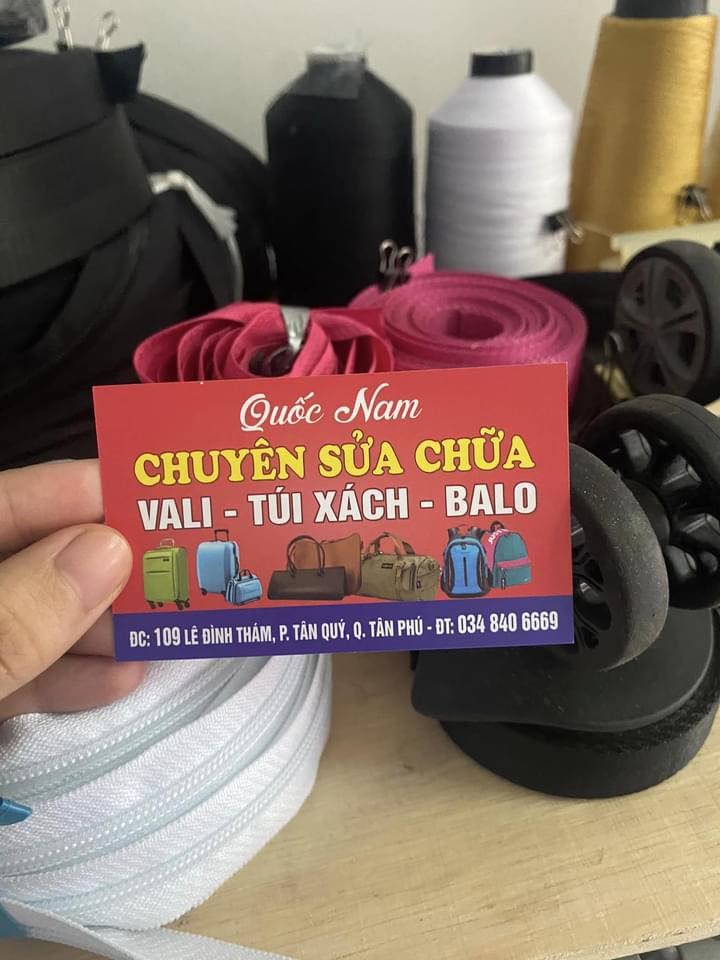 Quốc Nam
CHUYÊN SỬA CHỮA
VALI - TÚI XÁCH - BALO
ĐC: 109 LÊ ĐÌNH THÁM, P. TÂN QUÝ, Q. TÂN PHÚ - ĐT: 034 840 6669